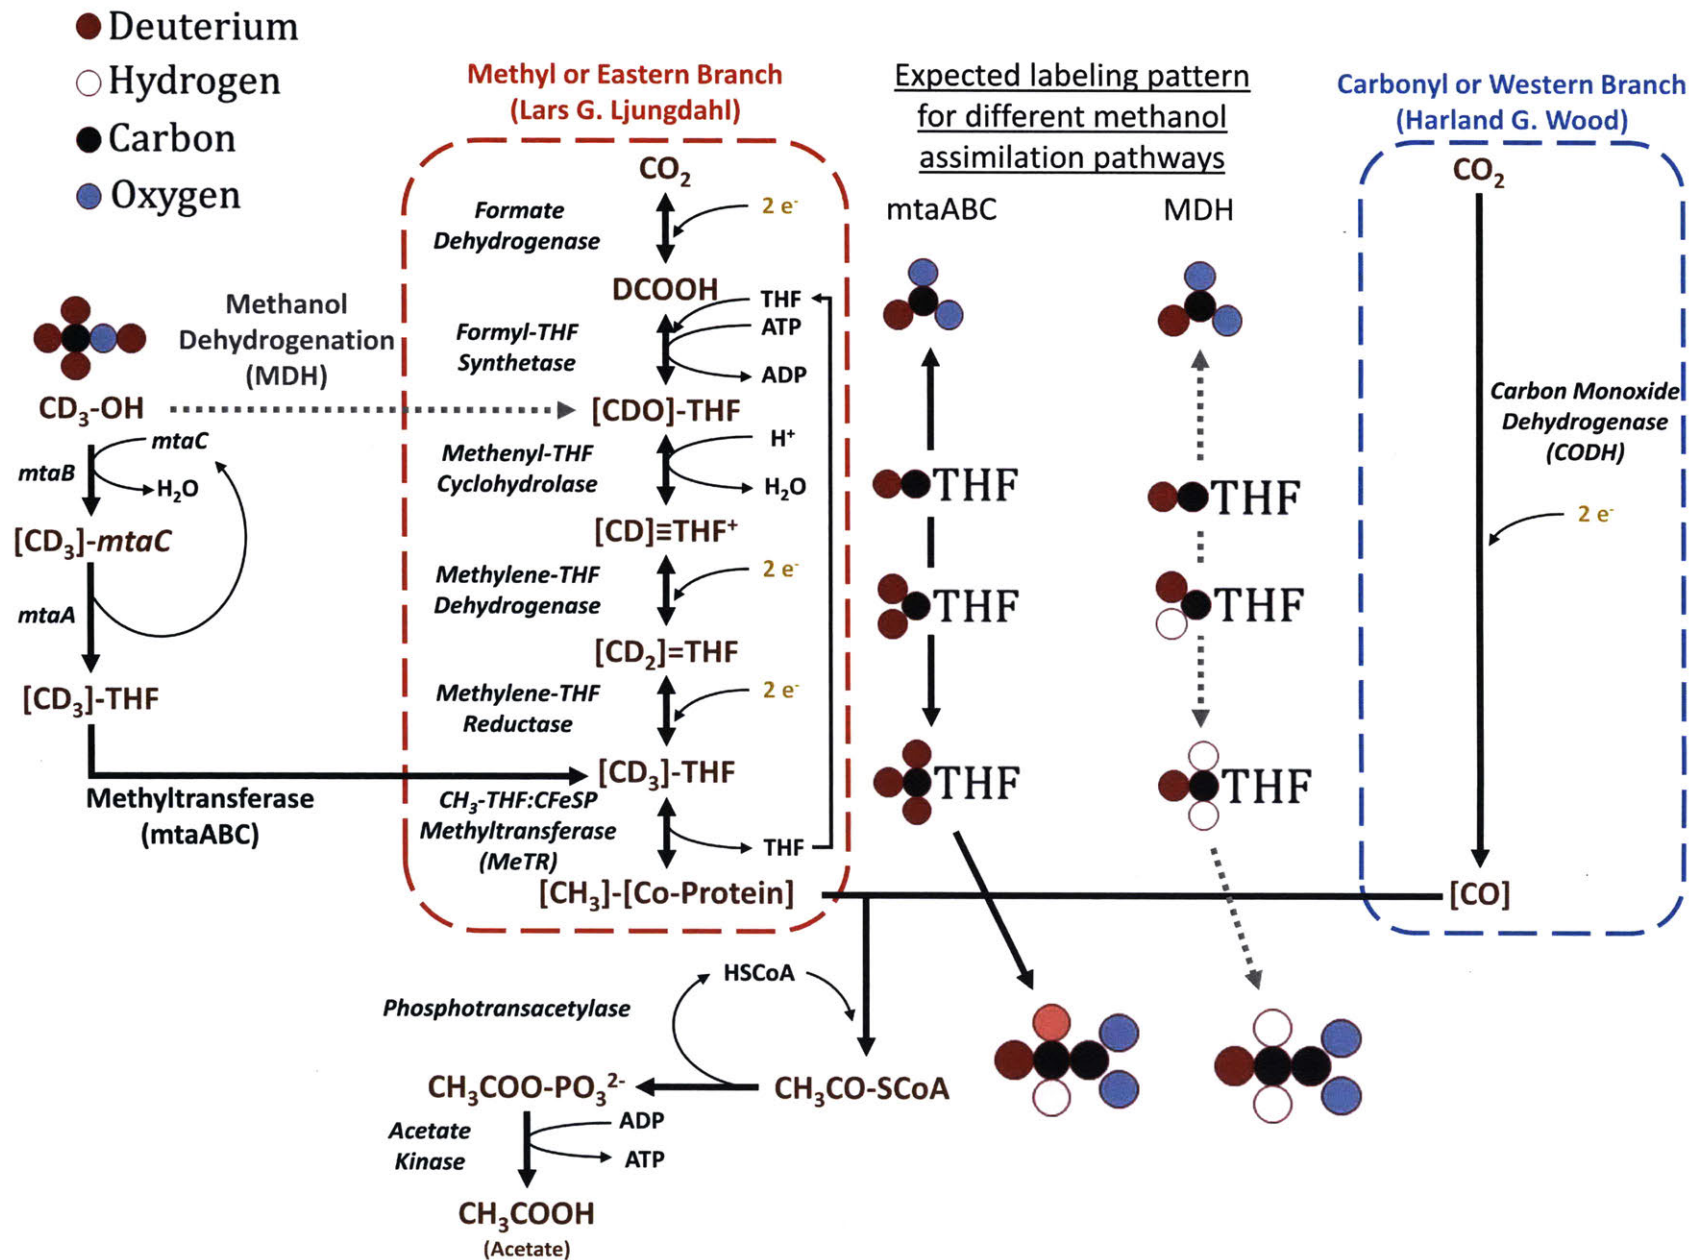 Deuterium
Hydrogen
Carbon
Oxygen
Methyl or Eastern Branch
(Lars G. Ljungdahl)
Expected labeling pattern
for different methanol
assimilation pathways
Carbonyl or Western Branch
(Harland G. Wood)
mtaABC
MDH
CO₂
Formate
Dehydrogenase
2 e⁻
DCOOH
THF
ATP
Formyl-THF
Synthetase
ADP
Methanol
Dehydrogenation
(MDH)
CD₃-OH
[CDO]-THF
mtaC
mtaB
H₂O
Methenyl-THF
Cyclohydrolase
H⁺
H₂O
[CD₃]-mtaC
[CD]≡THF⁺
mtaA
Methylene-THF
Dehydrogenase
2 e⁻
[CD₂]=THF
[CD₃]-THF
Methylene-THF
Reductase
2 e⁻
[CD₃]-THF
Methyltransferase
(mtaABC)
CH₃-THF:CFeSP
Methyltransferase
(MeTR)
THF
[CH₃]-[Co-Protein]
THF
THF
THF
THF
THF
THF
CO₂
Carbon Monoxide
Dehydrogenase
(CODH)
2 e⁻
[CO]
HSCoA
Phosphotransacetylase
CH₃COO-PO₃²⁻
CH₃CO-SCoA
Acetate
Kinase
ADP
ATP
CH₃COOH
(Acetate)